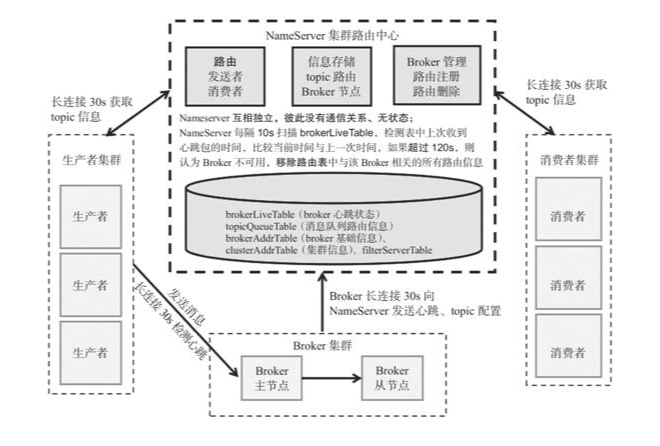 NameServer 集群路由中心
路由
发送者
消费者
信息存储
topic 路由
Broker 节点
Broker 管理
路由注册
路由删除
长连接 30s 获取
topic 信息
长连接 30s 获取
topic 信息
Nameserver 互相独立，彼此没有通信关系、无状态；
NameServer 每隔 10s 扫描 brokerLiveTable，检测表中上次收到
心跳包的时间，比较当前时间与上一次时间，如果超过 120s，则
认为 Broker 不可用，移除路由表中与该 Broker 相关的所有路由信息
brokerLiveTable（broker 心跳状态）
topicQueueTable（消息队列路由信息）
brokerAddrTable（broker 基础信息）、
clusterAddrTable（集群信息）、filterServerTable
生产者集群
生产者
生产者
生产者
消费者集群
消费者
消费者
消费者
发送消息
长连接 30s 检测心跳
Broker 长连接 30s 向
NameServer 发送心跳、topic 配置
Broker 集群
Broker
主节点
Broker
从节点